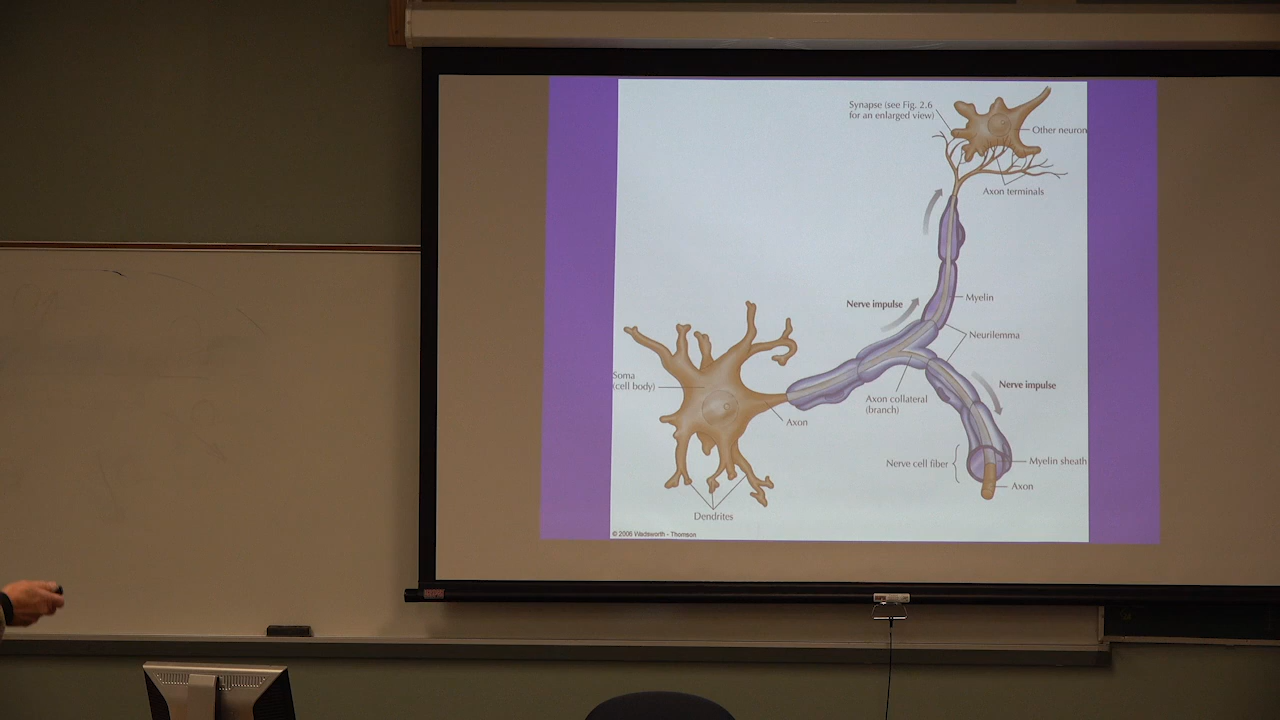 Synapse (see Fig. 2.6
for an enlarged view)
Other neuron
Axon terminals
Myelin
Nerve impulse
Neurilemma
Soma
(cell body)
Nerve impulse
Axon collateral
(branch)
Axon
Nerve cell fiber
Myelin sheath
Axon
Dendrites
© 2006 Wadsworth - Thomson